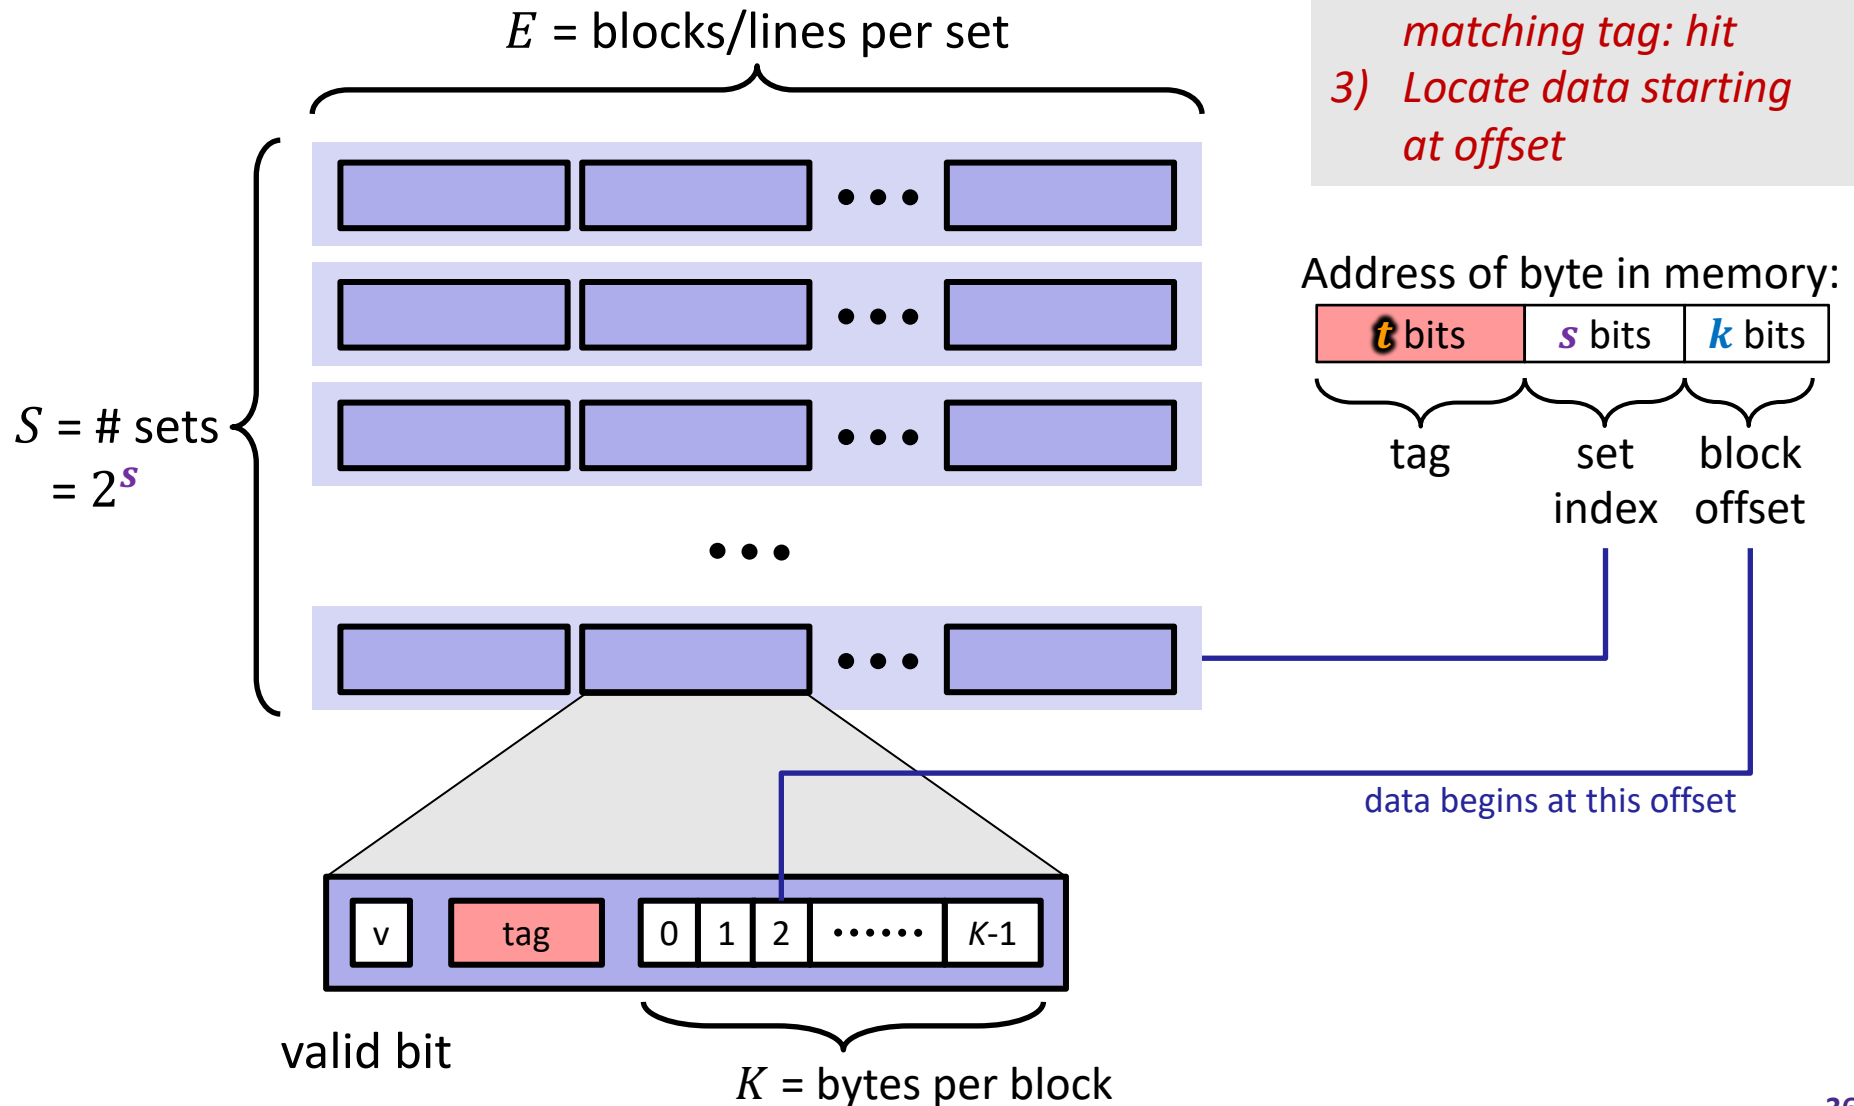 E = blocks/lines per set
matching tag: hit
3) Locate data starting
at offset
Address of byte in memory:
t bits s bits k bits
tag set block
index offset
S = # sets
= 2^s
••• 
•••
•••
•••
•••
data begins at this offset
v tag 0 1 2 •••••• K-1
valid bit
K = bytes per block